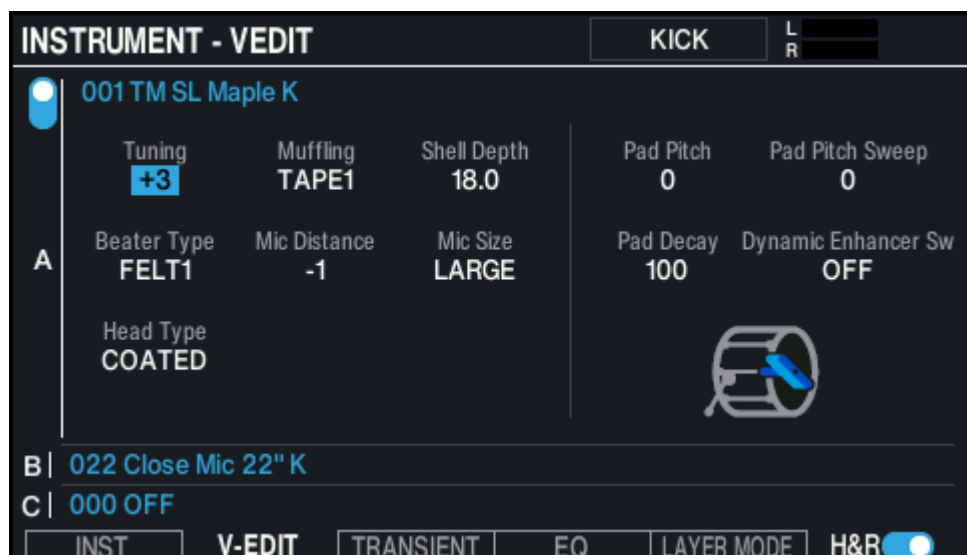 INSTRUMENT - VEDIT KICK L
R
001 TM SL Maple K
Tuning Muffling Shell Depth Pad Pitch Pad Pitch Sweep
+3 TAPE1 18.0 0 0
A
Beater Type Mic Distance Mic Size Pad Decay Dynamic Enhancer Sw
FELT1 -1 LARGE 100 OFF
Head Type
COATED
B 022 Close Mic 22" K
C 000 OFF
INST V-EDIT TRANSIENT EQ LAYER MODE H&R